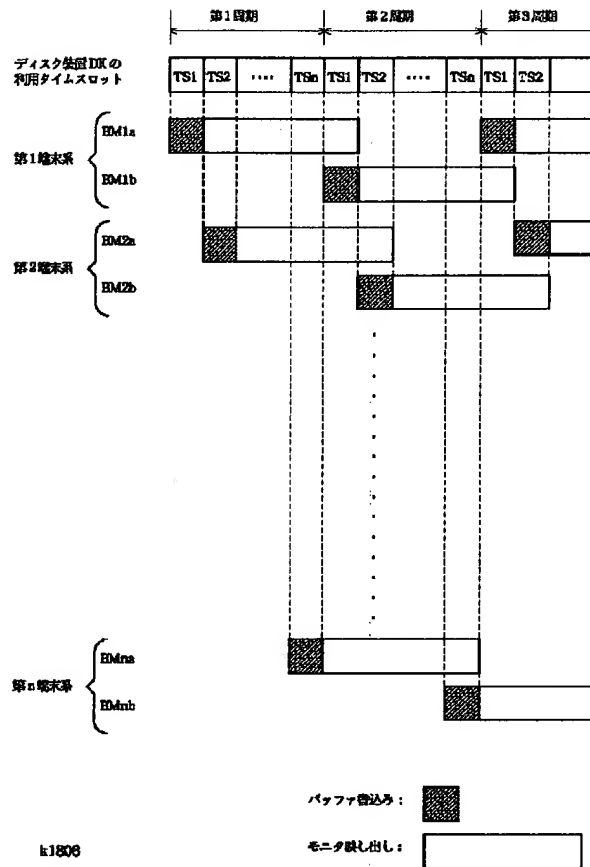 第1周期 第2周期 第3周期
ディスク装置DKの
利用タイムスロット
TS1 TS2 ···· TSn TS1 TS2 ···· TSn TS1 TS2
第1端末系
BM1a
BM1b
第2端末系
BM2a
BM2b
第n端末系
BMna
BMnb
バッファ書込み：
モニタ映し出し：
k1806